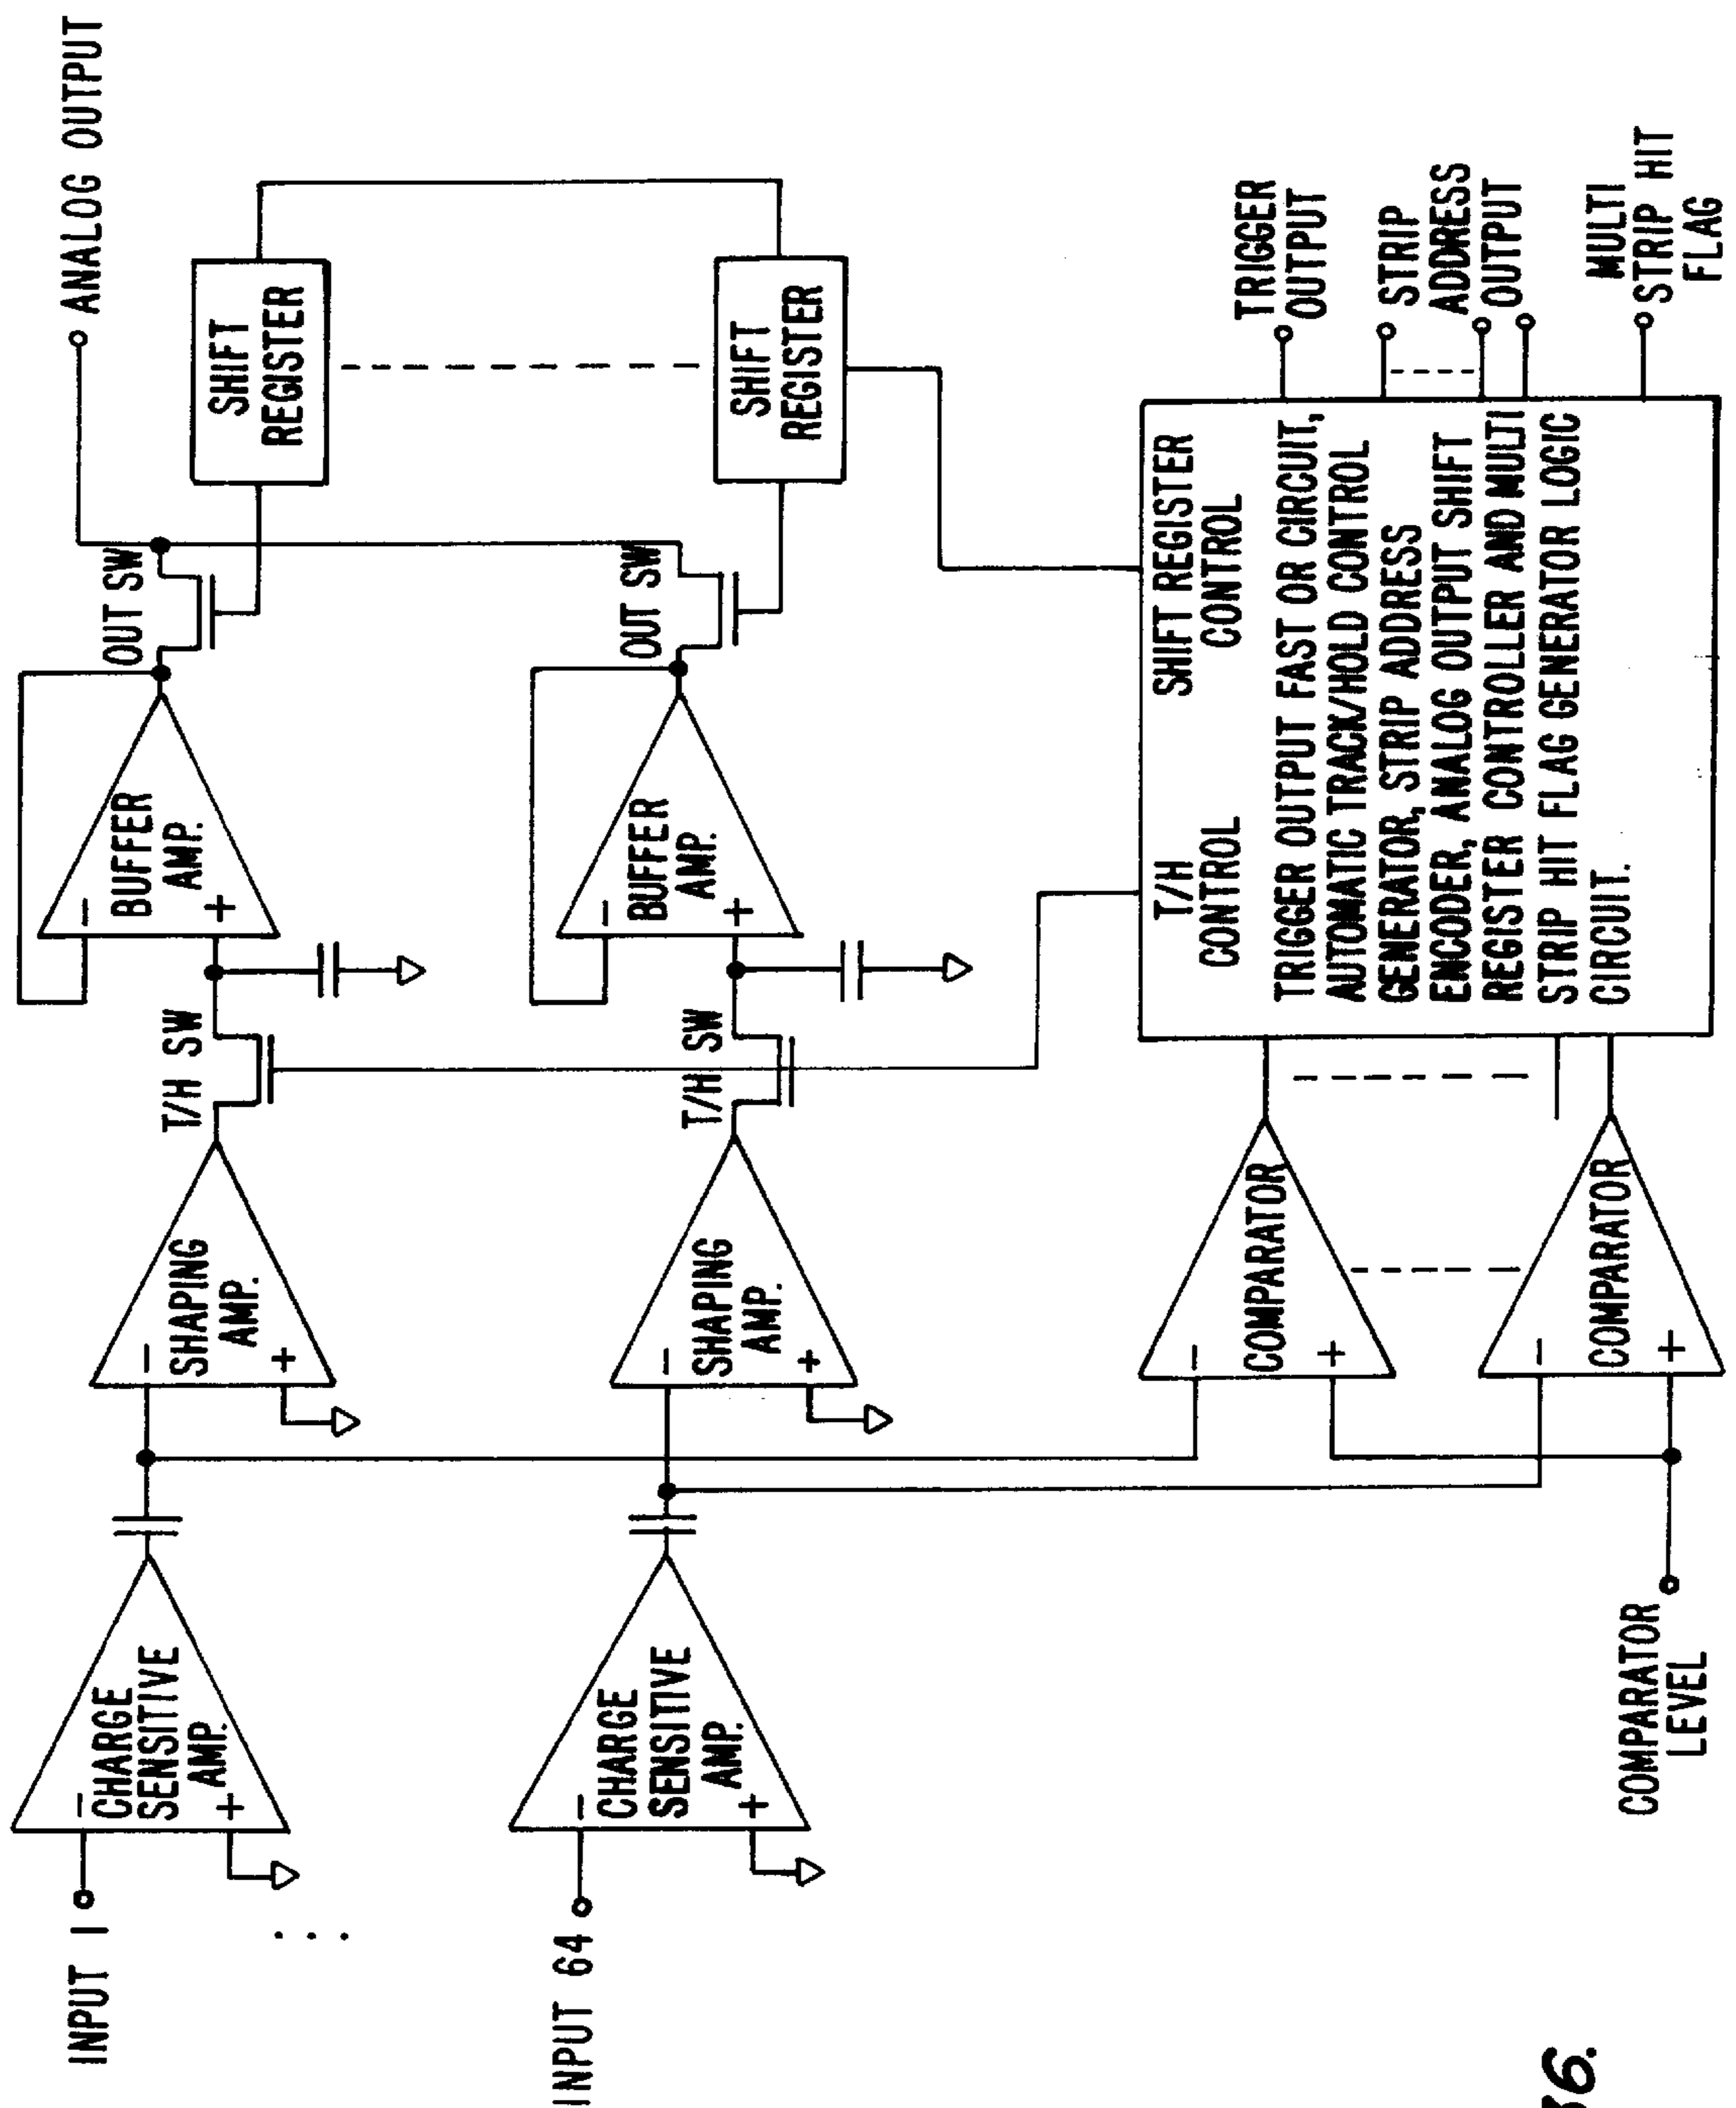 ANALOG OUTPUT
OUT SW
SHIFT
REGISTER
T/H SW
BUFFER
AMP.
-
+
SHAPING
AMP.
-
+
INPUT 1
CHARGE
SENSITIVE
AMP.
-
+
. . .
OUT SW
SHIFT
REGISTER
T/H SW
BUFFER
AMP.
-
+
SHAPING
AMP.
-
+
INPUT 64
CHARGE
SENSITIVE
AMP.
-
+
T/H
CONTROL
SHIFT REGISTER
CONTROL
TRIGGER OUTPUT FAST OR CIRCUIT,
AUTOMATIC TRACK/HOLD CONTROL
GENERATOR, STRIP ADDRESS
ENCODER, ANALOG OUTPUT SHIFT
REGISTER CONTROLLER AND MULTI
STRIP HIT FLAG GENERATOR LOGIC
CIRCUIT.
TRIGGER
OUTPUT
STRIP
ADDRESS
OUTPUT
MULTI
STRIP HIT
FLAG
-
COMPARATOR
+
-
COMPARATOR
+
COMPARATOR
LEVEL
36.